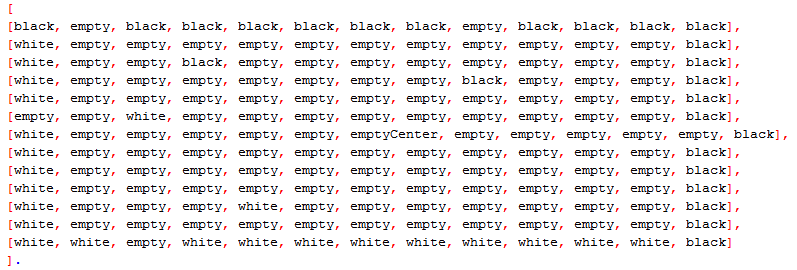 [
[black, empty, black, black, black, black, black, black, empty, black, black, black, black],
[white, empty, empty, empty, empty, empty, empty, empty, empty, empty, empty, empty, black],
[white, empty, empty, black, empty, empty, empty, empty, empty, empty, empty, empty, black],
[white, empty, empty, empty, empty, empty, empty, empty, black, empty, empty, empty, black],
[white, empty, empty, empty, empty, empty, empty, empty, empty, empty, empty, empty, black],
[empty, empty, white, empty, empty, empty, empty, empty, empty, empty, empty, empty, black],
[white, empty, empty, empty, empty, empty, emptyCenter, empty, empty, empty, empty, empty, black],
[white, empty, empty, empty, empty, empty, empty, empty, empty, empty, empty, empty, black],
[white, empty, empty, empty, empty, empty, empty, empty, empty, empty, empty, empty, black],
[white, empty, empty, empty, empty, empty, empty, empty, empty, empty, empty, empty, black],
[white, empty, empty, empty, white, empty, empty, empty, empty, empty, empty, empty, black],
[white, empty, empty, empty, empty, empty, empty, empty, empty, empty, empty, empty, black],
[white, white, empty, white, white, white, white, white, white, white, white, white, black]
].